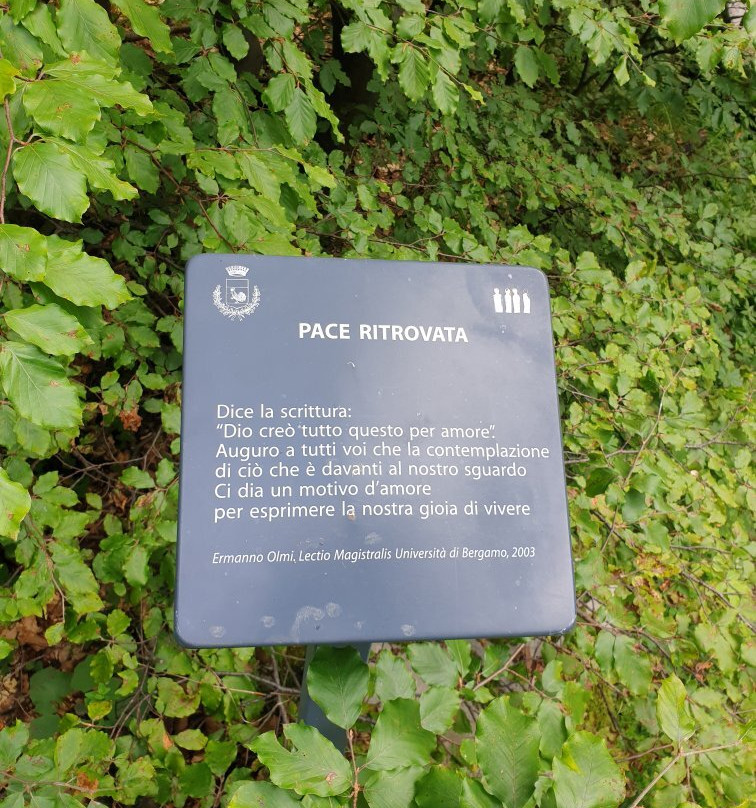 PACE RITROVATA
Dice la scrittura:
“Dio creò tutto questo per amore”.
Auguro a tutti voi che la contemplazione
di ciò che è davanti al nostro sguardo
Ci dia un motivo d’amore
per esprimere la nostra gioia di vivere
Ermanno Olmi, Lectio Magistralis Università di Bergamo, 2003